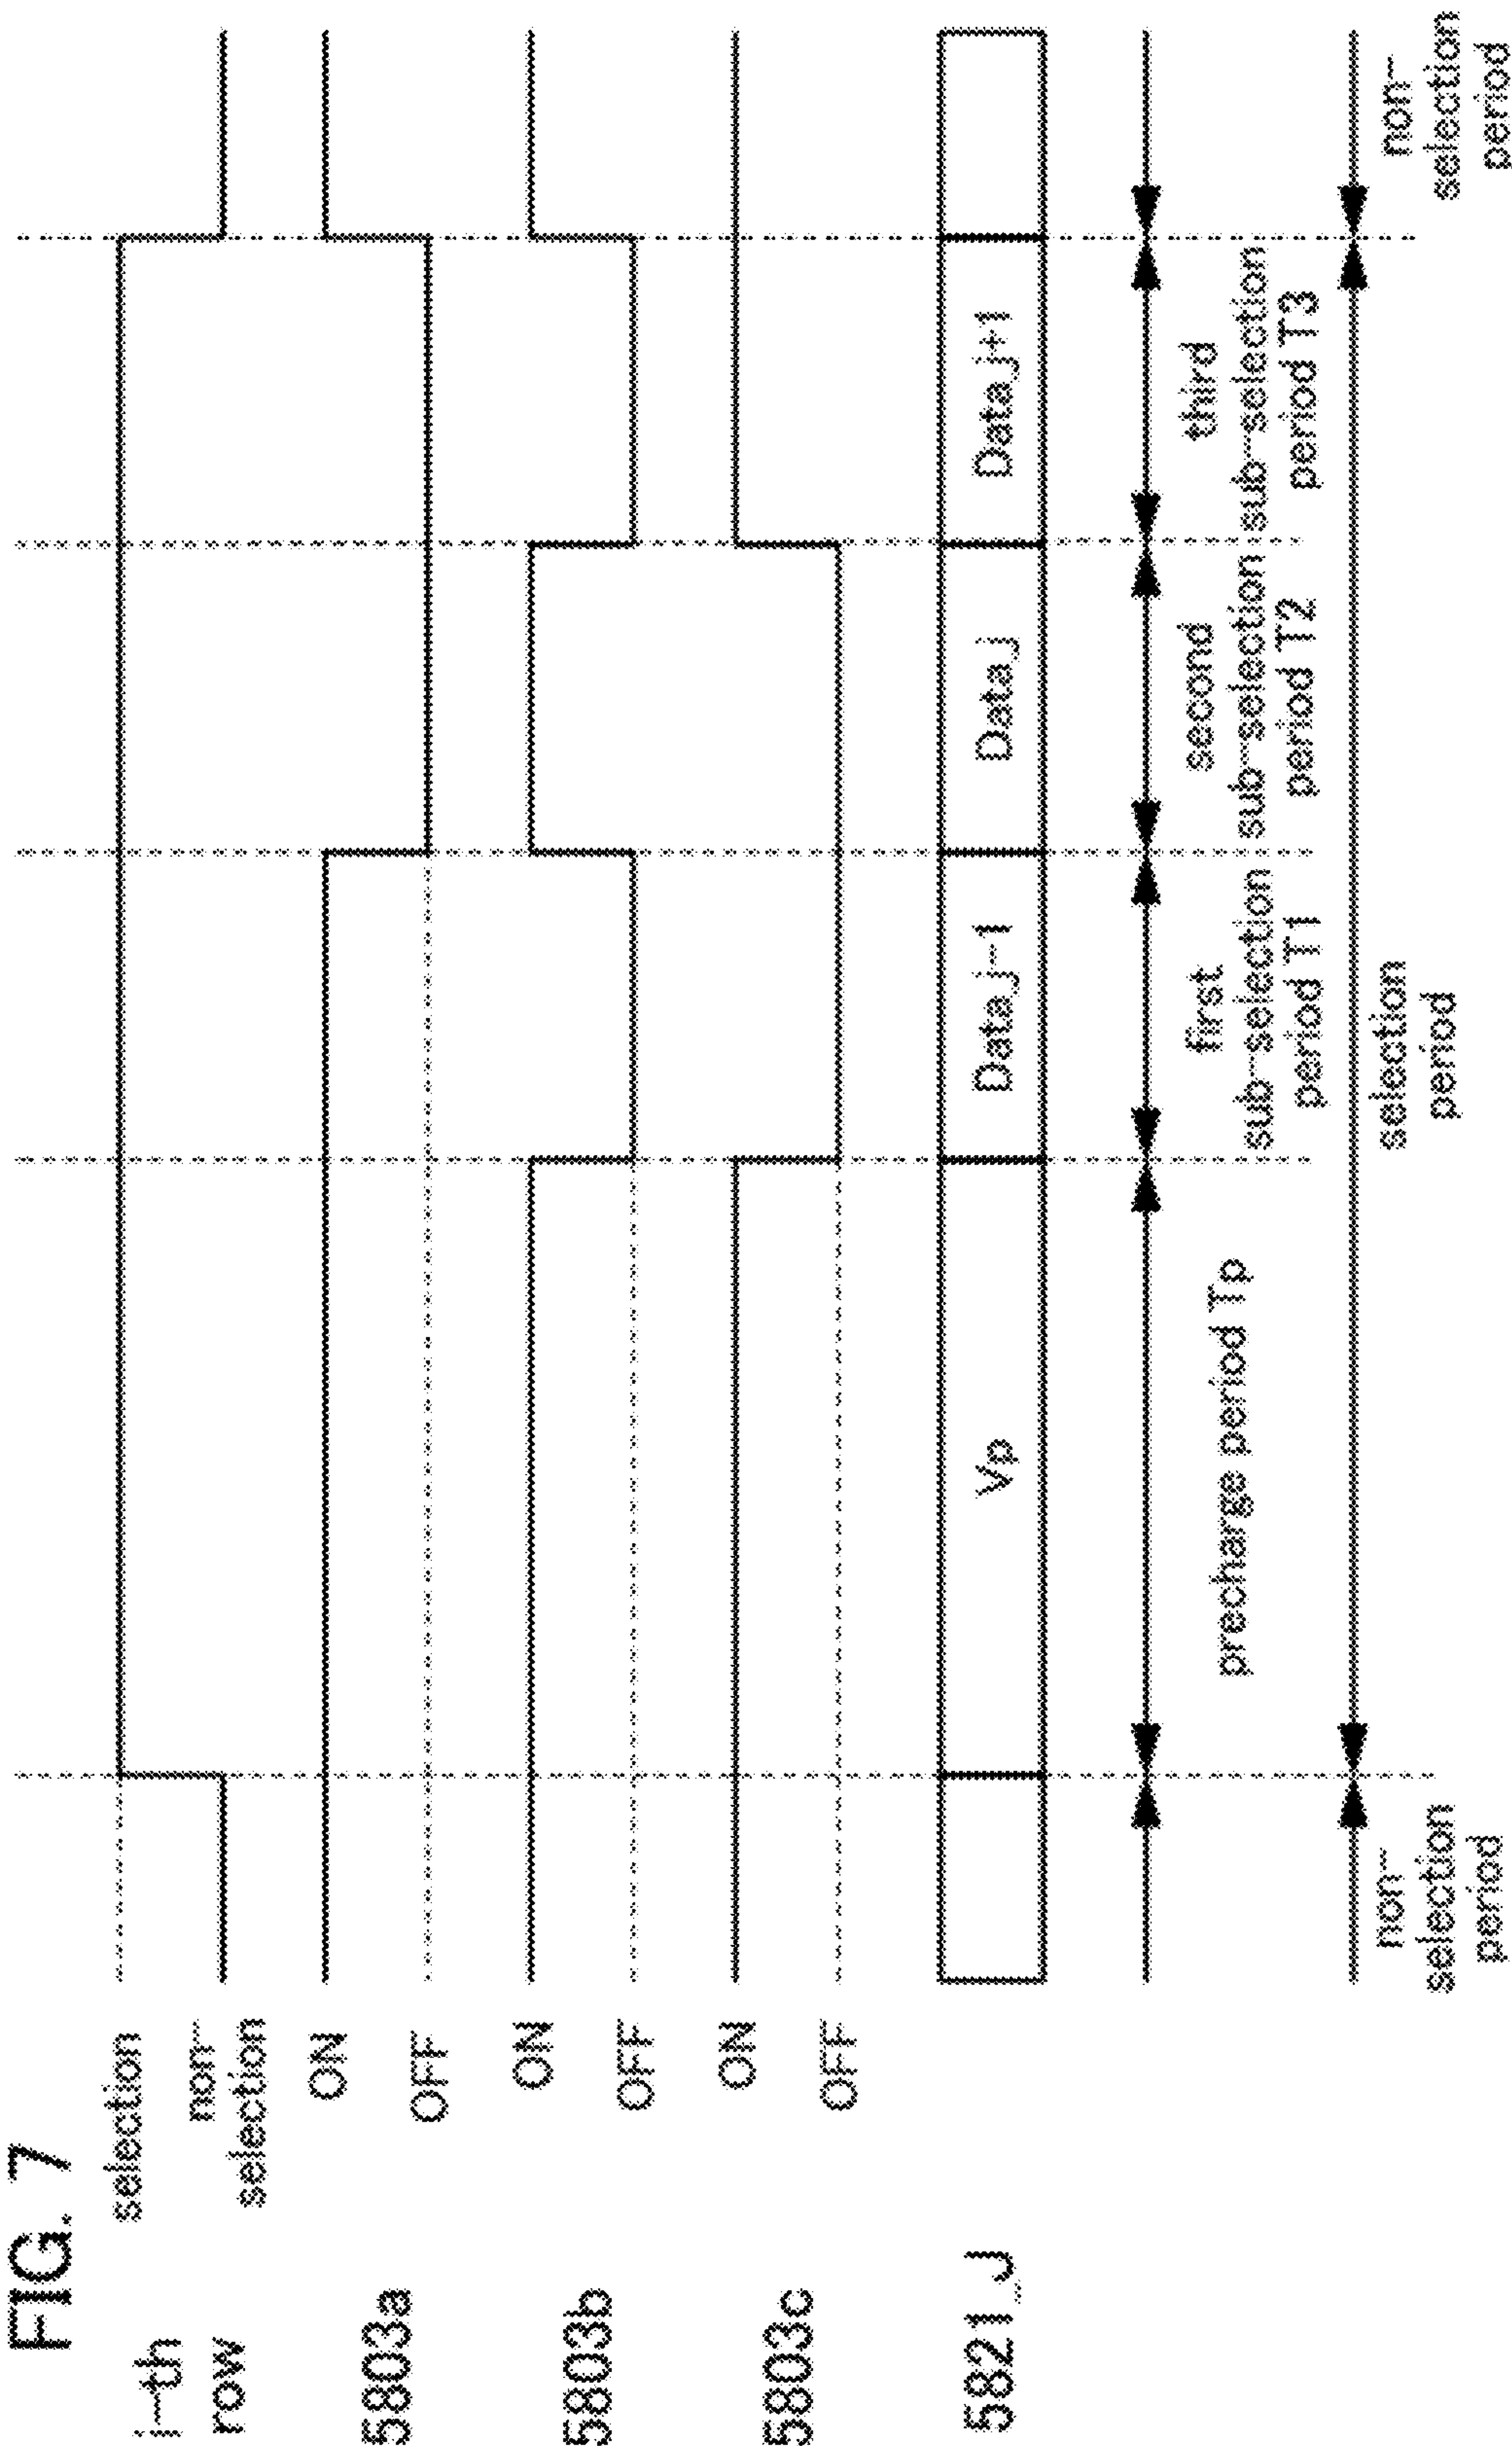 FIG. 7
i-th
row
selection
non-
selection
5803a
ON
OFF
5803b
ON
OFF
5803c
ON
OFF
5821_J
Vp
Data_j-1
Data_j
Data_j+1
precharge period Tp
first
sub-selection
period T1
second
sub-selection
period T2
third
sub-selection
period T3
non-
selection
period
selection
period
non-
selection
period